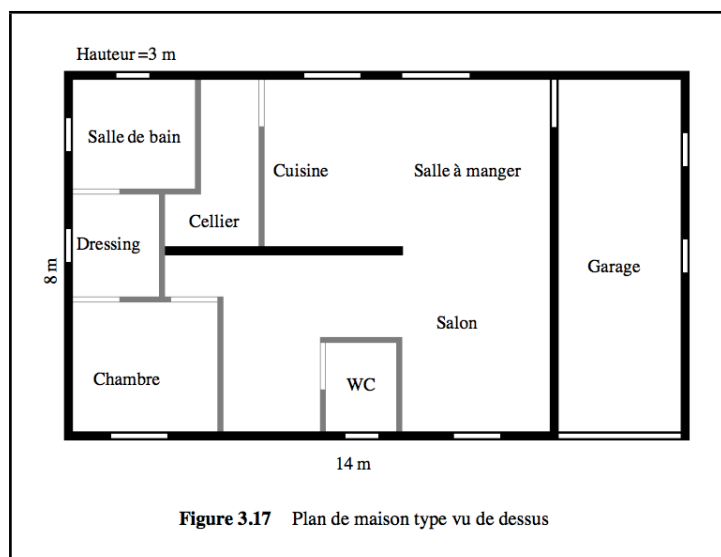 Hauteur =3 m
Salle de bain
Cuisine
Salle à manger
Cellier
Dressing
8 m
Garage
Salon
Chambre
WC
14 m
Figure 3.17 Plan de maison type vu de dessus